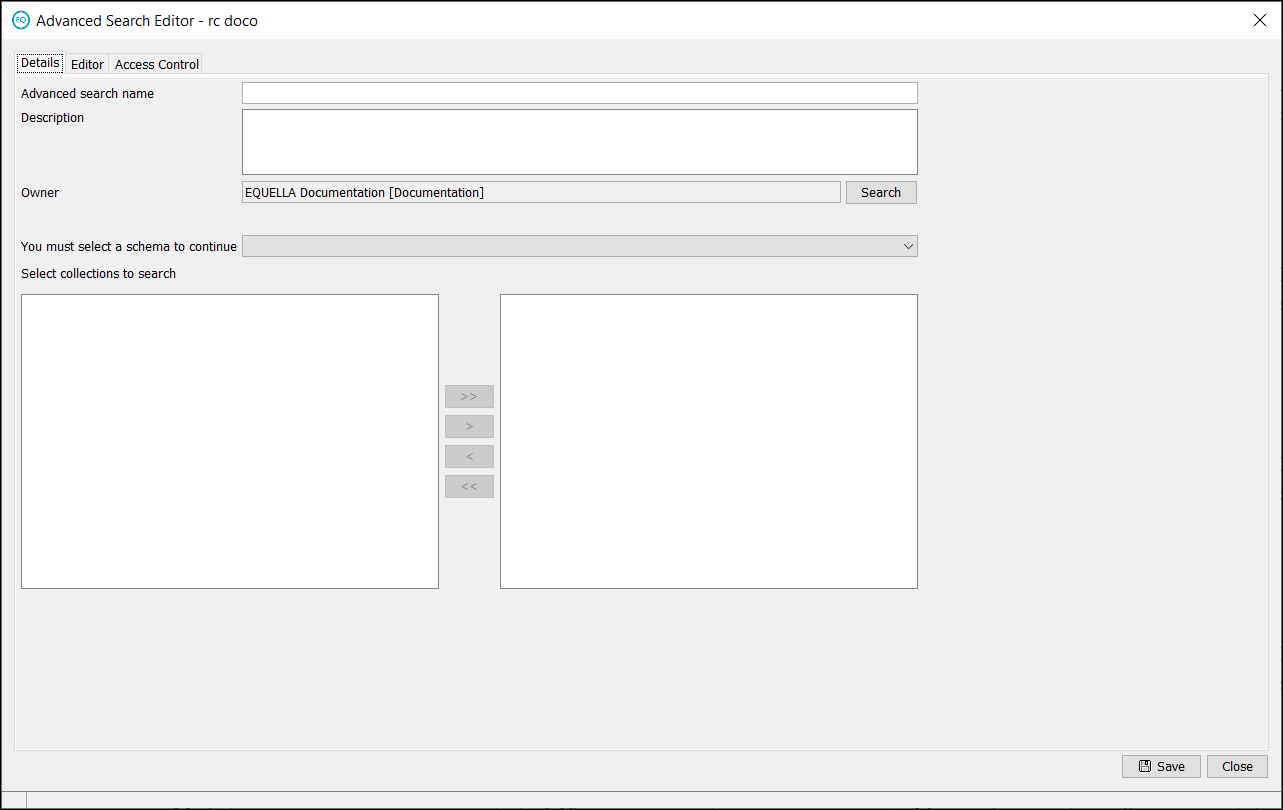 EQ Advanced Search Editor - rc doco
Details Editor Access Control
Advanced search name
Description
Owner EQUELLA Documentation [Documentation] Search
You must select a schema to continue
Select collections to search
>>
>
<
<<
Save Close